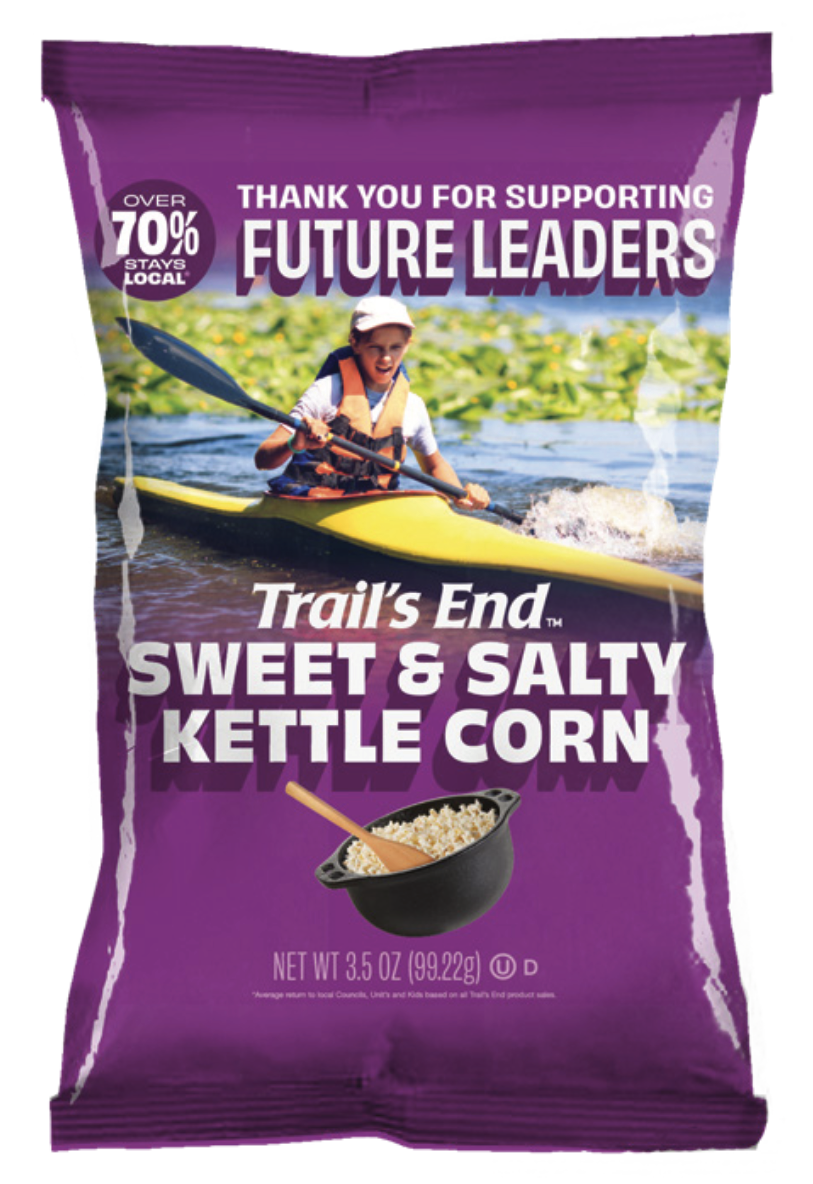 OVER
70%
STAYS
LOCAL*
THANK YOU FOR SUPPORTING
FUTURE LEADERS
Trail's End™
SWEET & SALTY
KETTLE CORN
NET WT 3.5 OZ (99.22g) Ⓤ D
*Average return to local Councils, Unit's and Kids based on all Trail's End product sales.